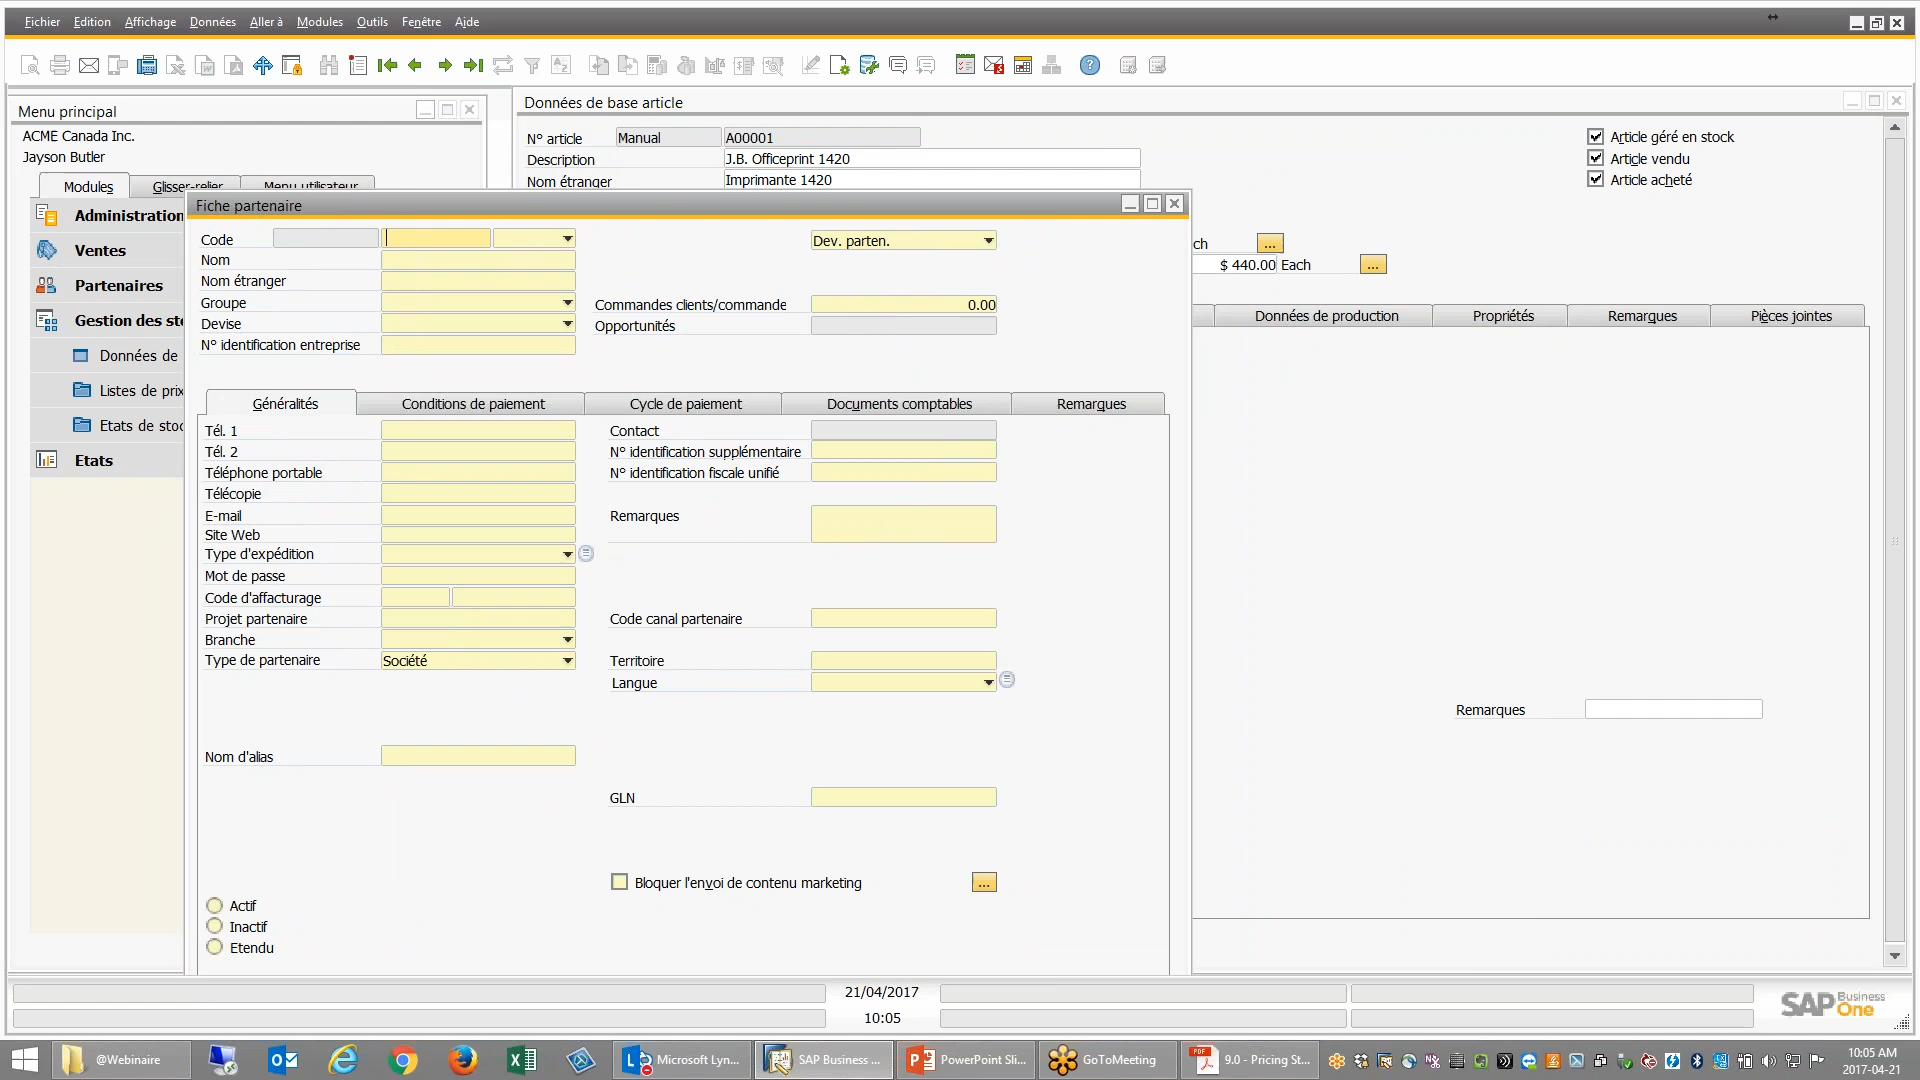 Fichier Edition Affichage Données Aller à Modules Outils Fenêtre Aide
Menu principal
ACME Canada Inc.
Jayson Butler
Modules Glisser-relier Menu utilisateur
Administration
Ventes
Partenaires
Gestion des sto
Données de
Listes de prix
Etats de stoc
Etats
Données de base article
N° article Manual A00001
Description J.B. Officeprint 1420
Nom étranger Imprimante 1420
Article géré en stock
Article vendu
Article acheté
ch ...
$ 440.00 Each ...
Données de production Propriétés Remarques Pièces jointes
Remarques
Fiche partenaire
Code
Nom
Nom étranger
Groupe
Devise
N° identification entreprise
Dev. parten.
Commandes clients/commande 0.00
Opportunités
Généralités Conditions de paiement Cycle de paiement Documents comptables Remarques
Tél. 1
Tél. 2
Téléphone portable
Télécopie
E-mail
Site Web
Type d'expédition
Mot de passe
Code d'affacturage
Projet partenaire
Branche
Type de partenaire Société
Nom d'alias
Contact
N° identification supplémentaire
N° identification fiscale unifié
Remarques
Code canal partenaire
Territoire
Langue
GLN
Bloquer l'envoi de contenu marketing ...
Actif
Inactif
Etendu
21/04/2017
10:05
SAP Business One
@Webinaire Microsoft Lyn... SAP Business ... PowerPoint Sli... GoToMeeting 9.0 - Pricing St...
10:05 AM
2017-04-21